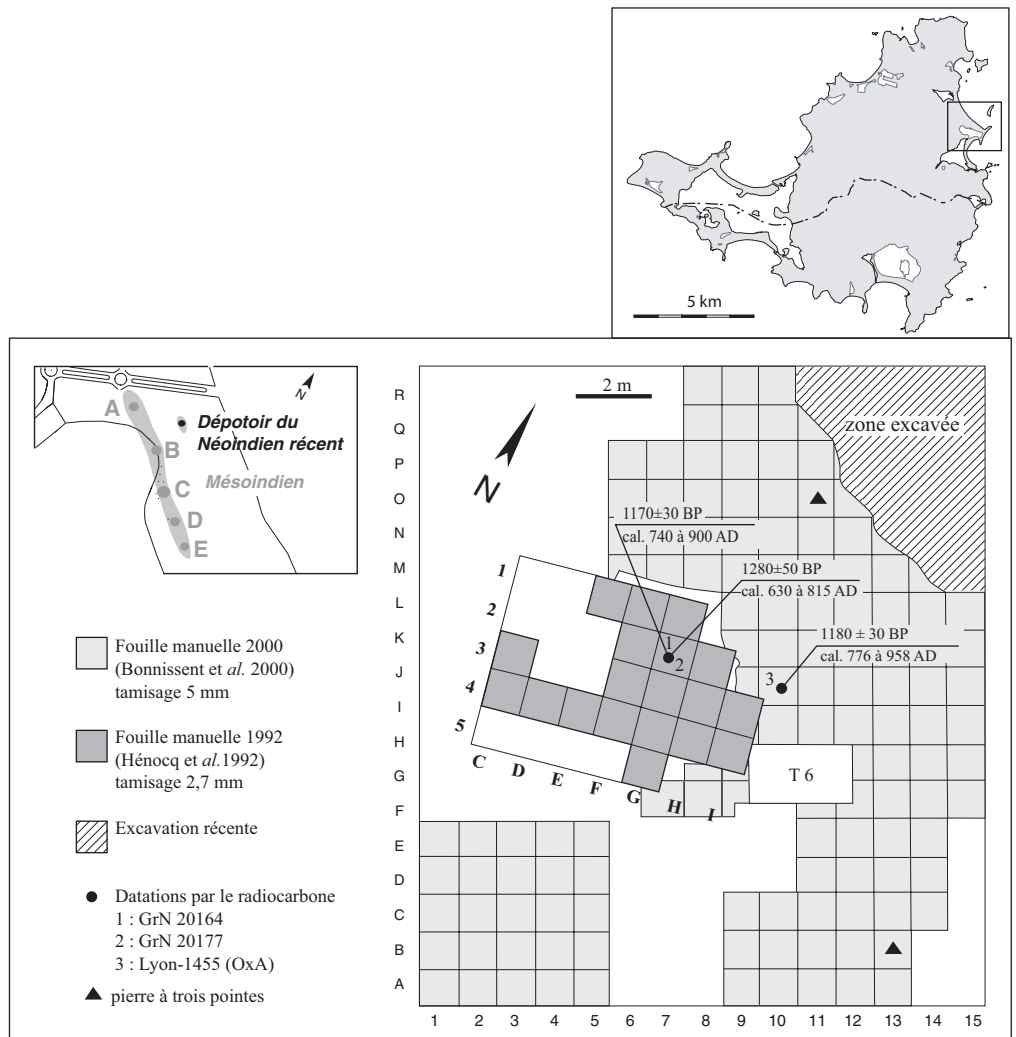 5 km
N
A
B
C
D
E
Dépotoir du
Néoindien récent
Mésoindien
Fouille manuelle 2000
(Bonnissent et al. 2000)
tamisage 5 mm
Fouille manuelle 1992
(Hénocq et al.1992)
tamisage 2,7 mm
Excavation récente
Datations par le radiocarbone
1 : GrN 20164
2 : GrN 20177
3 : Lyon-1455 (OxA)
pierre à trois pointes
2 m
N
zone excavée
1170±30 BP
cal. 740 à 900 AD
1280±50 BP
cal. 630 à 815 AD
1180 ± 30 BP
cal. 776 à 958 AD
1
2
3
T 6
1
2
3
4
5
C D E F G H I
R
Q
P
O
N
M
L
K
J
I
H
G
F
E
D
C
B
A
1 2 3 4 5 6 7 8 9 10 11 12 13 14 15